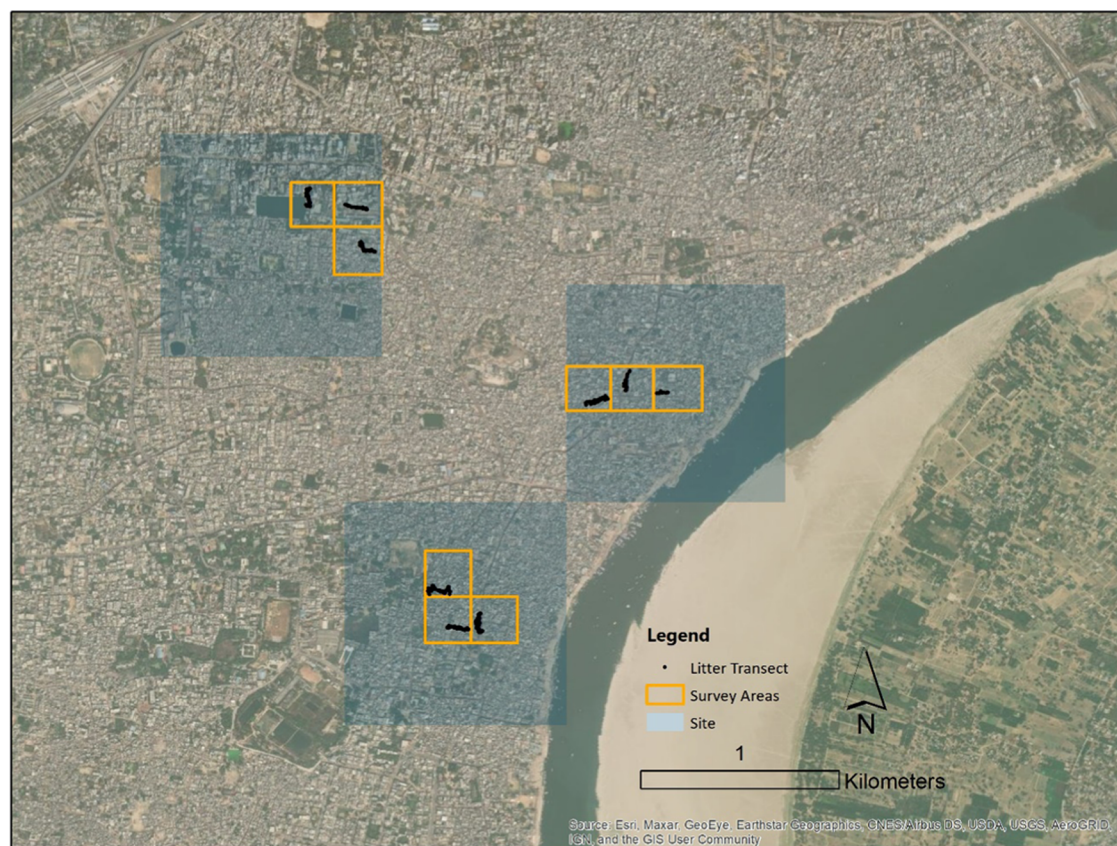 Legend
Litter Transect
Survey Areas
Site
N
1
Kilometers
Source: Esri, Maxar, GeoEye, Earthstar Geographics, CNES/Airbus DS, USDA, USGS, AeroGRID,
IGN, and the GIS User Community